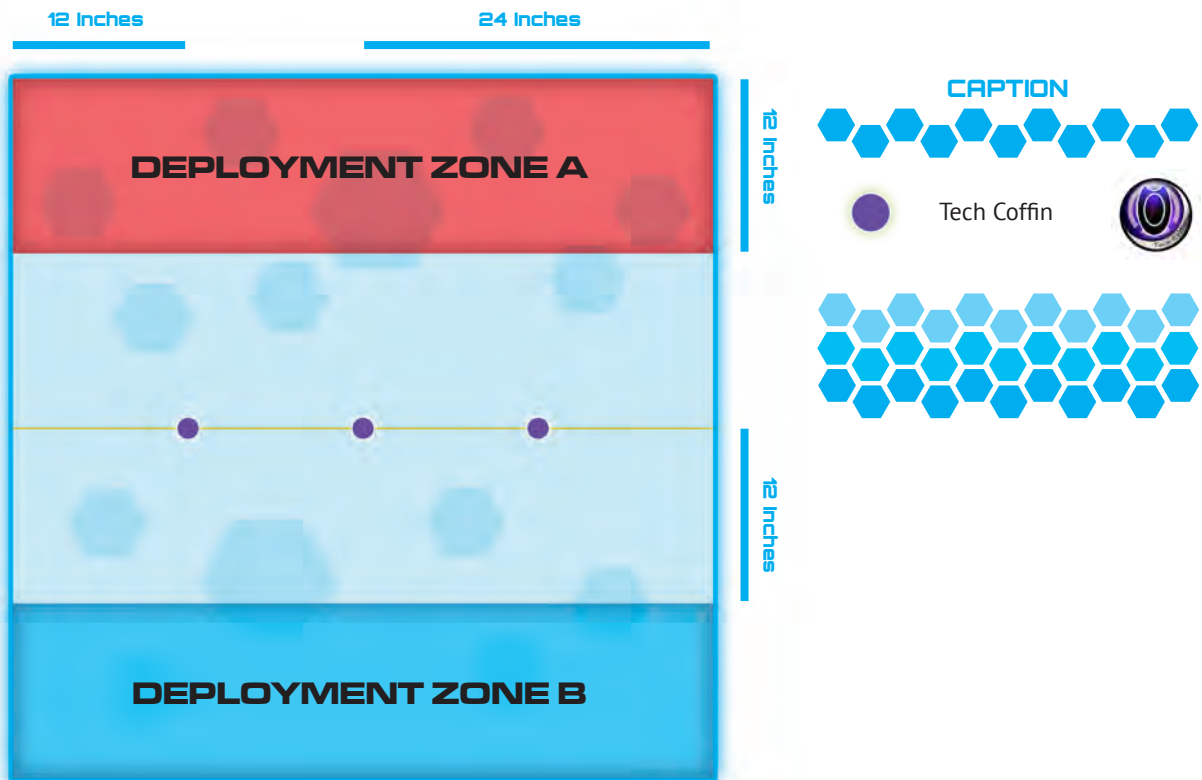 12 Inches
24 Inches
CAPTION
DEPLOYMENT ZONE A
12 Inches
Tech Coffin
12 Inches
DEPLOYMENT ZONE B